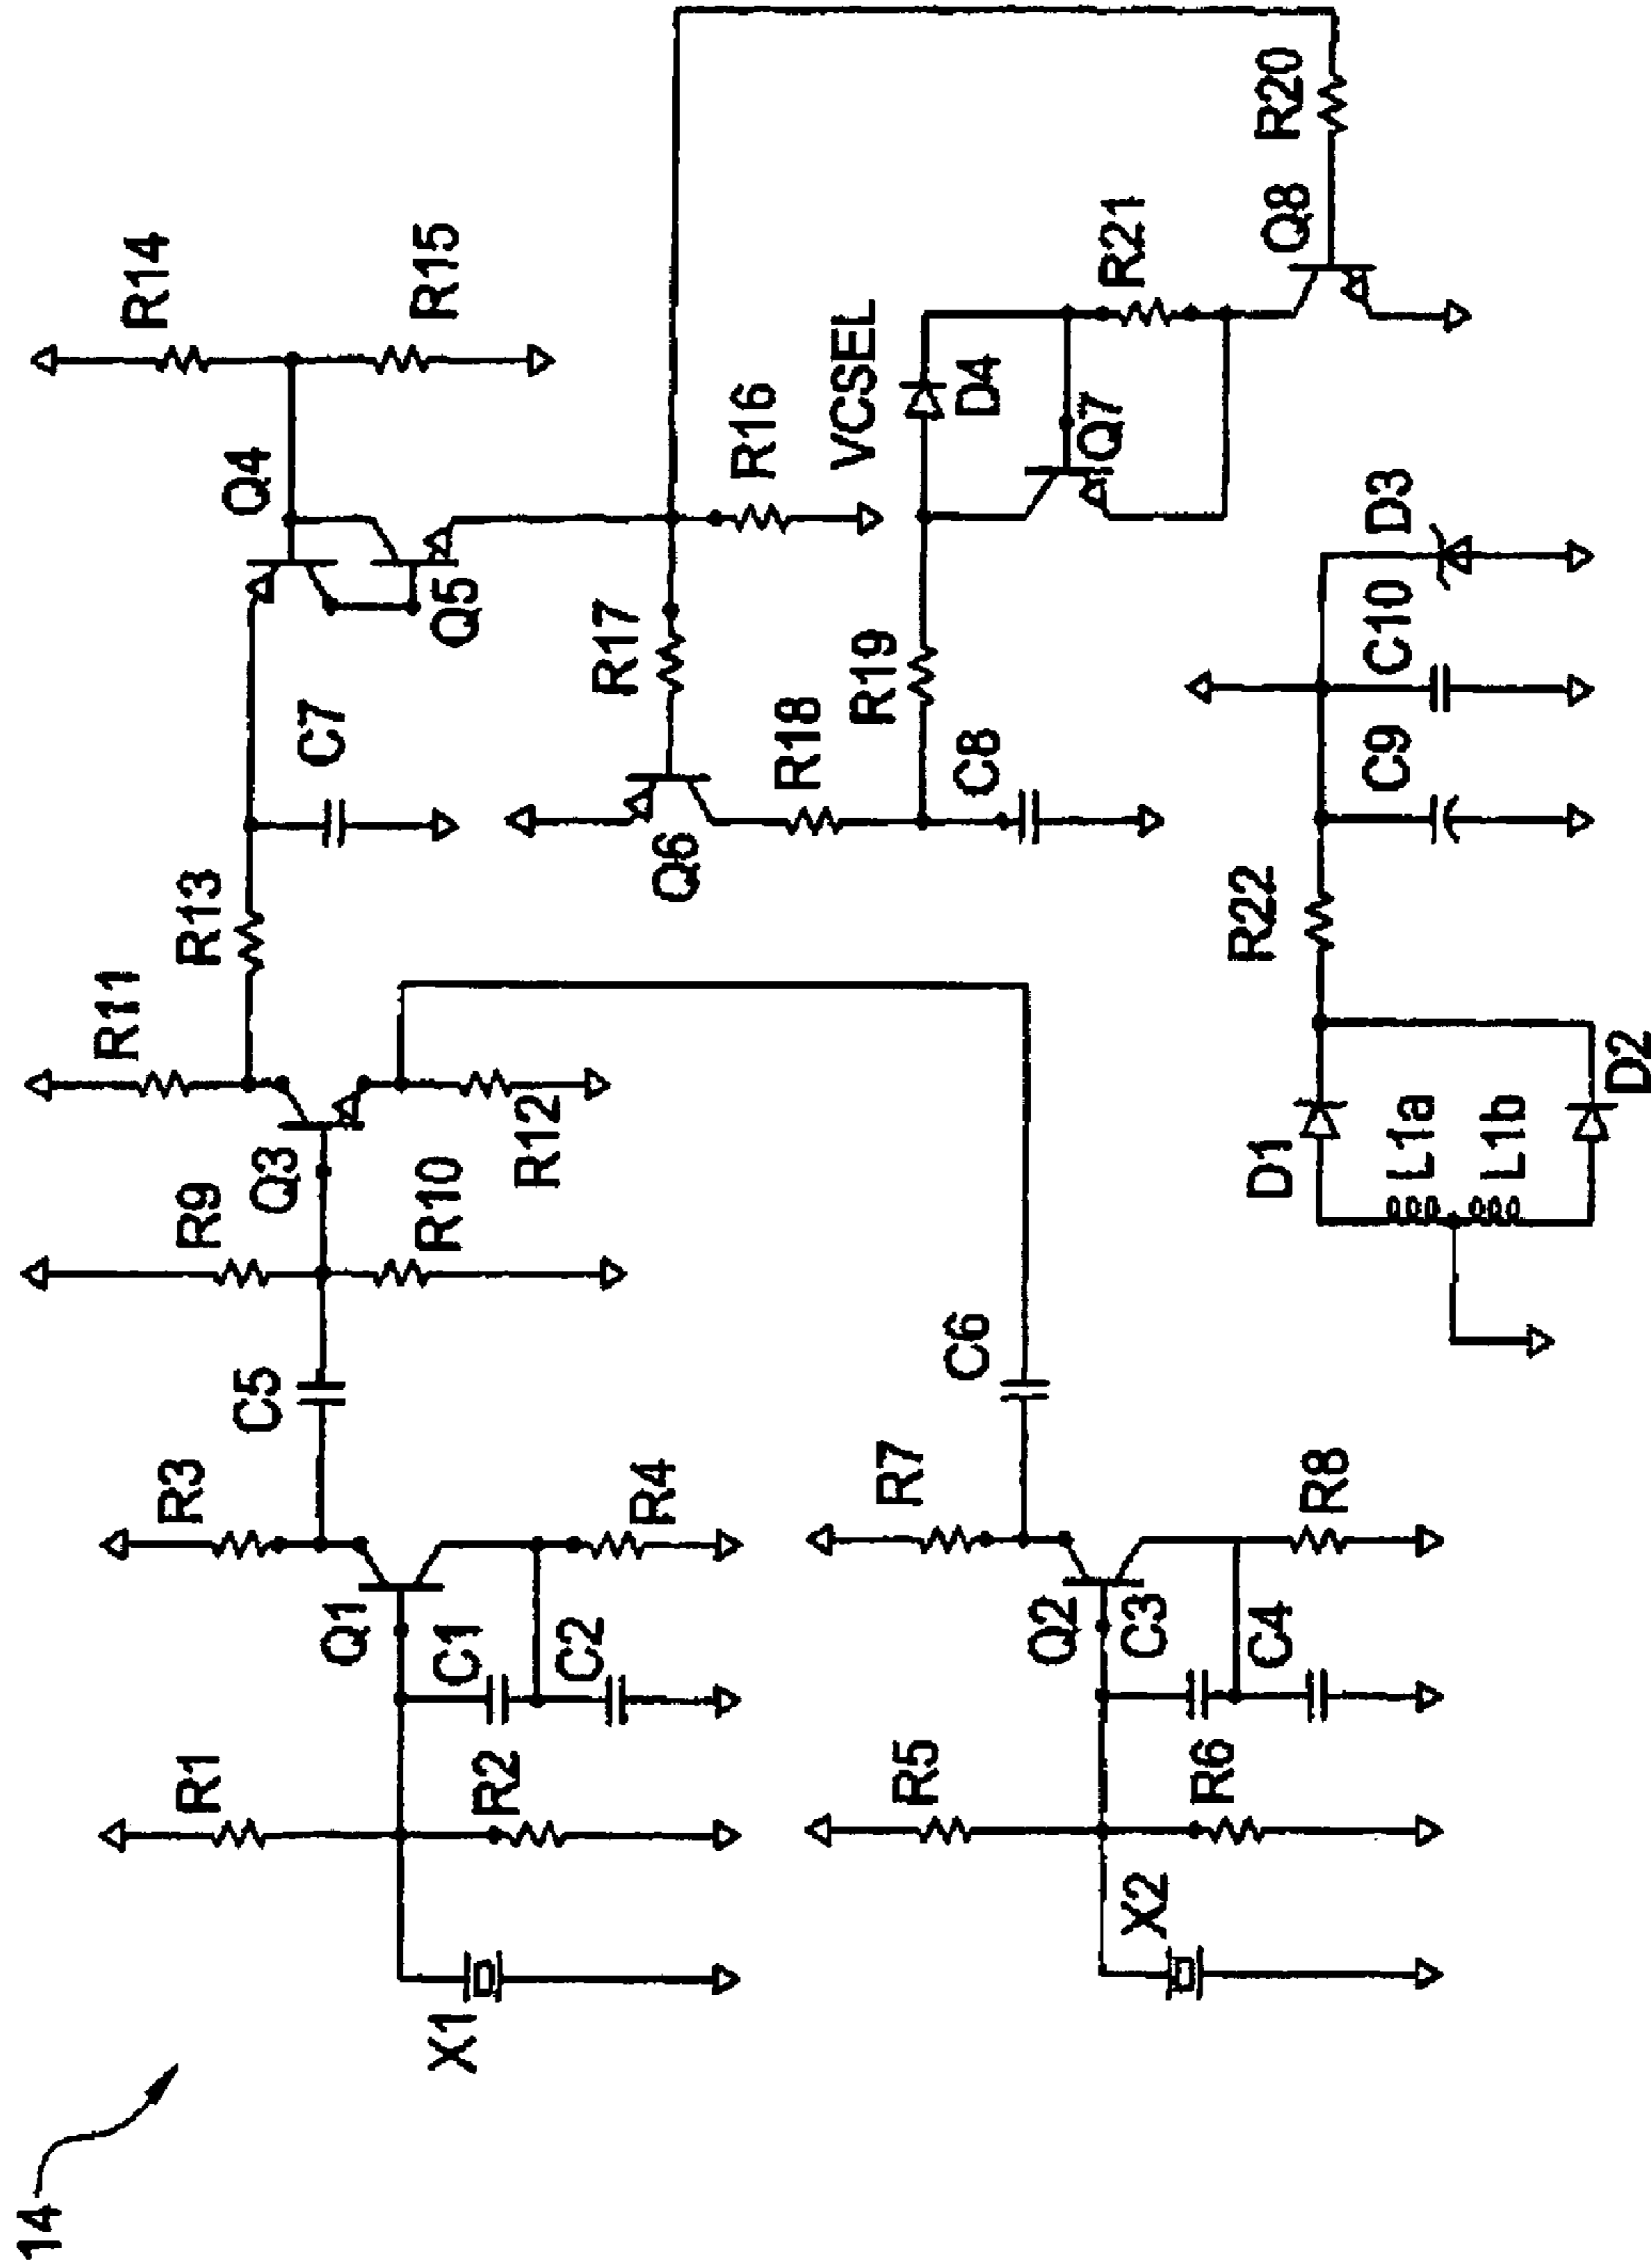 14
X1
R1
R2
C1
C2
Q1
R3
R4
C5
R9
R10
Q3
R11
R12
R13
C7
Q4
Q5
R14
R15
R16
R17
Q6
R18
R19
C8
VCSEL
D4
Q7
R21
Q8
R20
X2
R5
R6
C3
C4
Q2
R7
R8
C6
D1
L1a
L1b
D2
R22
C9
C10
D3